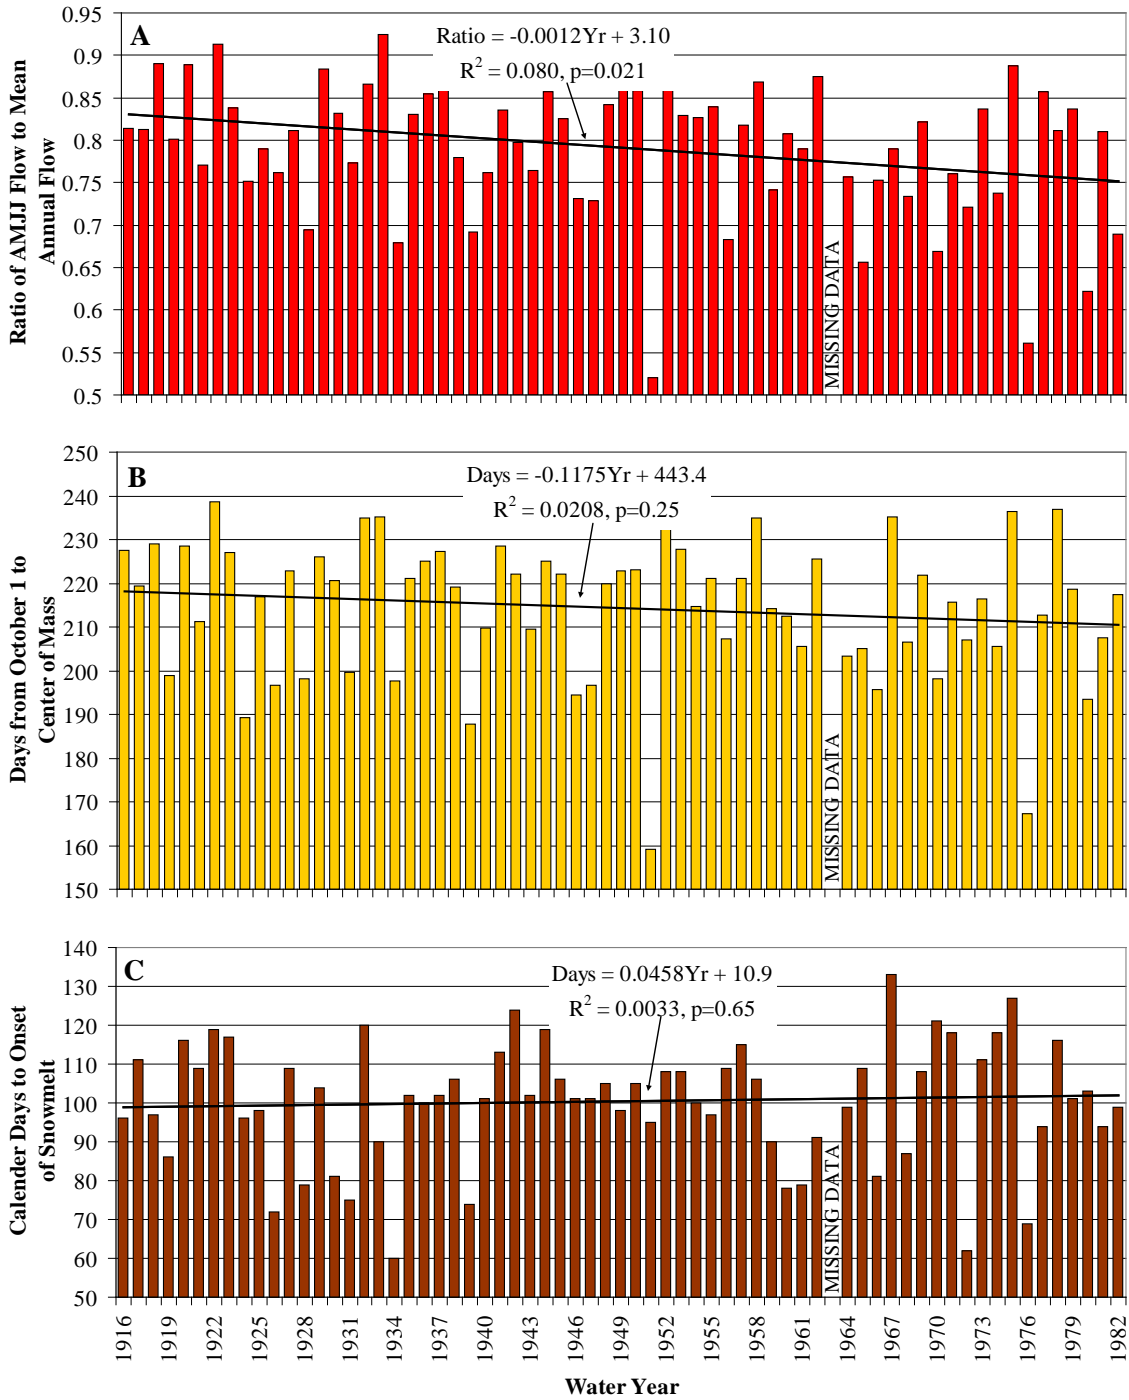 A
Ratio = -0.0012Yr + 3.10
R² = 0.080, p=0.021
Ratio of AMJJ Flow to Mean
Annual Flow
0.95
0.9
0.85
0.8
0.75
0.7
0.65
0.6
0.55
0.5
MISSING DATA
B
Days = -0.1175Yr + 443.4
R² = 0.0208, p=0.25
Days from October 1 to
Center of Mass
250
240
230
220
210
200
190
180
170
160
150
MISSING DATA
C
Days = 0.0458Yr + 10.9
R² = 0.0033, p=0.65
Calender Days to Onset
of Snowmelt
140
130
120
110
100
90
80
70
60
50
MISSING DATA
1916 1919 1922 1925 1928 1931 1934 1937 1940 1943 1946 1949 1952 1955 1958 1961 1964 1967 1970 1973 1976 1979 1982
Water Year